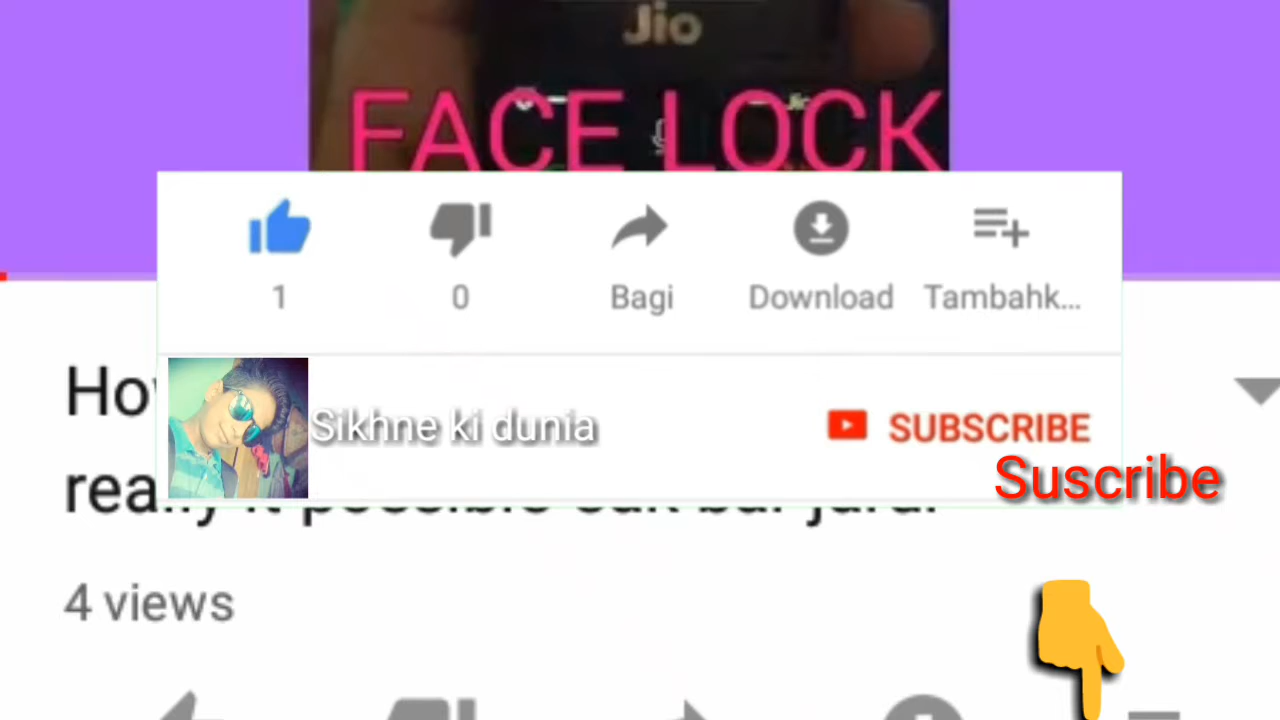 Jio
FACE LOCK
1
0
Bagi
Download
Tambahk...
Sikhne ki dunia
SUBSCRIBE
Suscribe
4 views